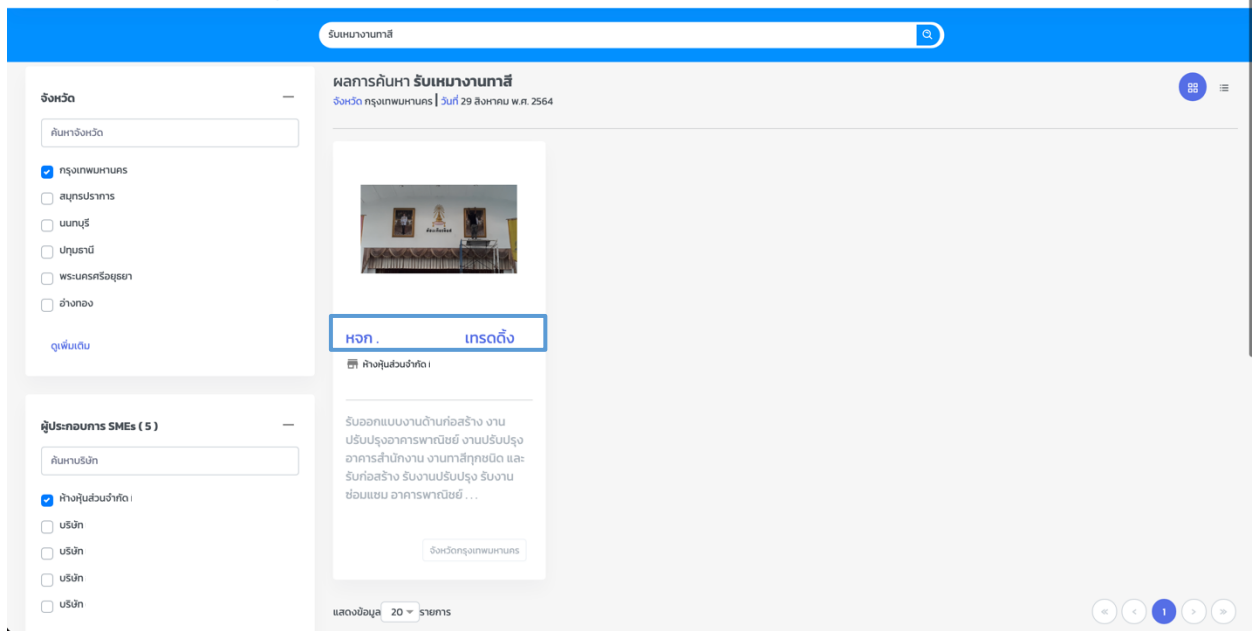 รับเหมางานทาสี
จังหวัด
ค้นหาจังหวัด
กรุงเทพมหานคร
สมุทรปราการ
นนทบุรี
ปทุมธานี
พระนครศรีอยุธยา
อ่างทอง
ดูเพิ่มเติม
ผู้ประกอบการ SMEs ( 5 )
ค้นหาบริษัท
ห้างหุ้นส่วนจำกัด
บริษัท
บริษัท
บริษัท
บริษัท
ผลการค้นหา รับเหมางานทาสี
จังหวัด กรุงเทพมหานคร | วันที่ 29 สิงหาคม พ.ศ. 2564
หจก . เทรดดิ้ง
ห้างหุ้นส่วนจำกัด
รับออกแบบงานด้านก่อสร้าง งาน
ปรับปรุงอาคารพาณิชย์ งานปรับปรุง
อาคารสำนักงาน งานทาสีทุกชนิด และ
รับก่อสร้าง รับงานปรับปรุง รับงาน
ซ่อมแซม อาคารพาณิชย์ . . .
จังหวัดกรุงเทพมหานคร
แสดงข้อมูล 20 รายการ
« ‹ 1 › »